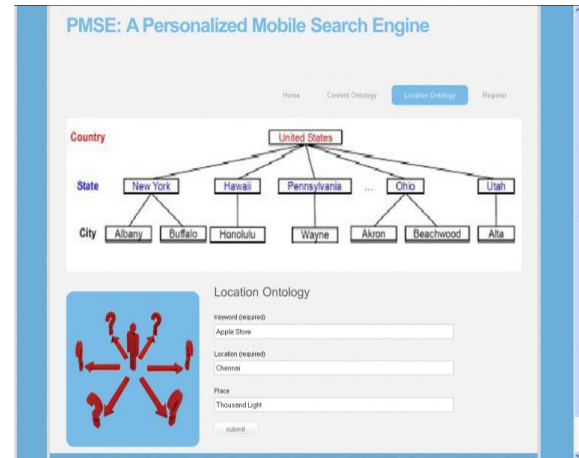 PMSE: A Personalized Mobile Search Engine
Home Content Ontology Location Ontology Register
Country United States
State New York Hawaii Pennsylvania ... Ohio Utah
City Albany Buffalo Honolulu Wayne Akron Beachwood Alta
Location Ontology
Keyword (required)
Apple Store
Location (required)
Chennai
Place
Thousand Light
submit